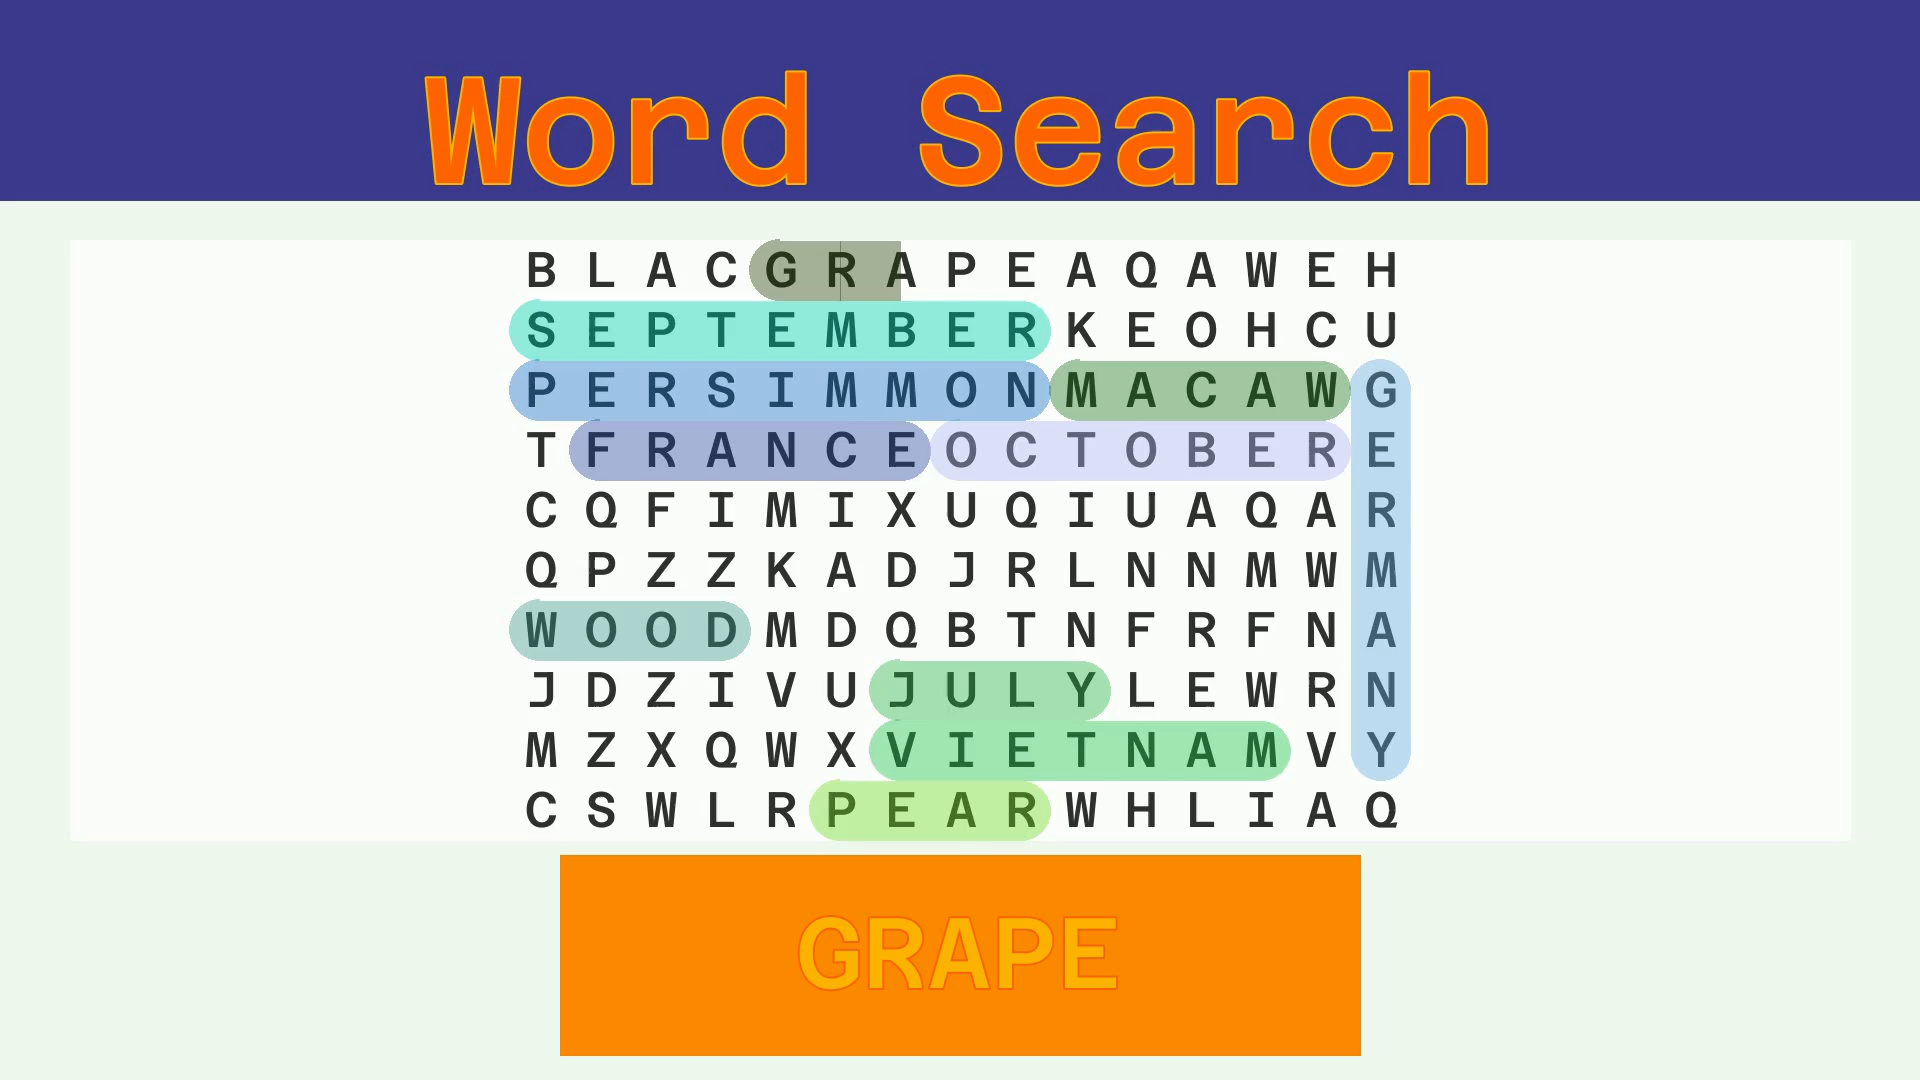 Word Search
B L A C G R A P E A Q A W E H
S E P T E M B E R K E O H C U
P E R S I M M O N M A C A W G
T F R A N C E O C T O B E R E
C Q F I M I X U Q I U A Q A R
Q P Z Z K A D J R L N N M W M
W O O D M D Q B T N F R F N A
J D Z I V U J U L Y L E W R N
M Z X Q W X V I E T N A M V Y
C S W L R P E A R W H L I A Q
GRAPE